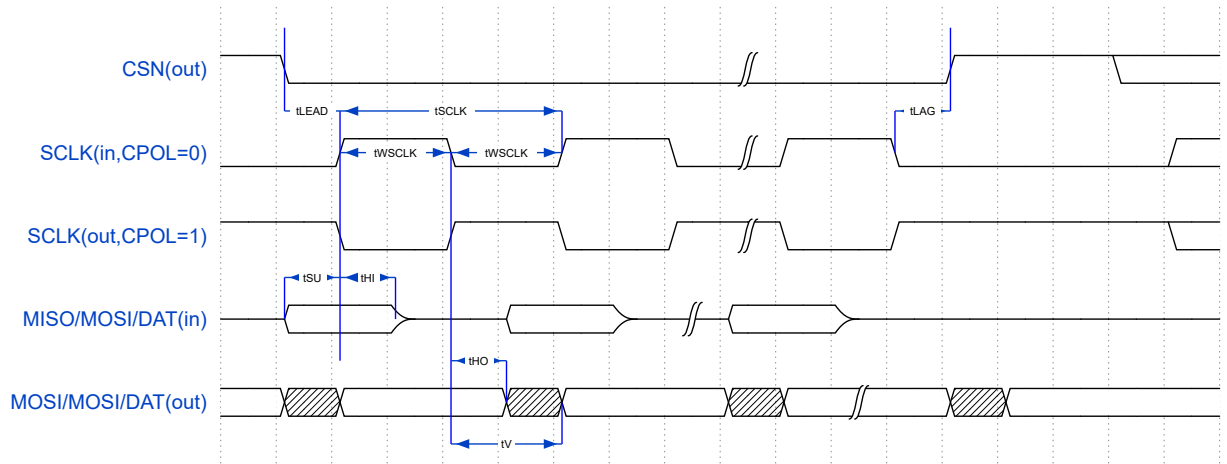 CSN(out)
tLEAD
tSCLK
tLAG
SCLK(in,CPOL=0)
tWSCLK
tWSCLK
SCLK(out,CPOL=1)
tSU
tHI
MISO/MOSI/DAT(in)
tHO
MOSI/MOSI/DAT(out)
tV